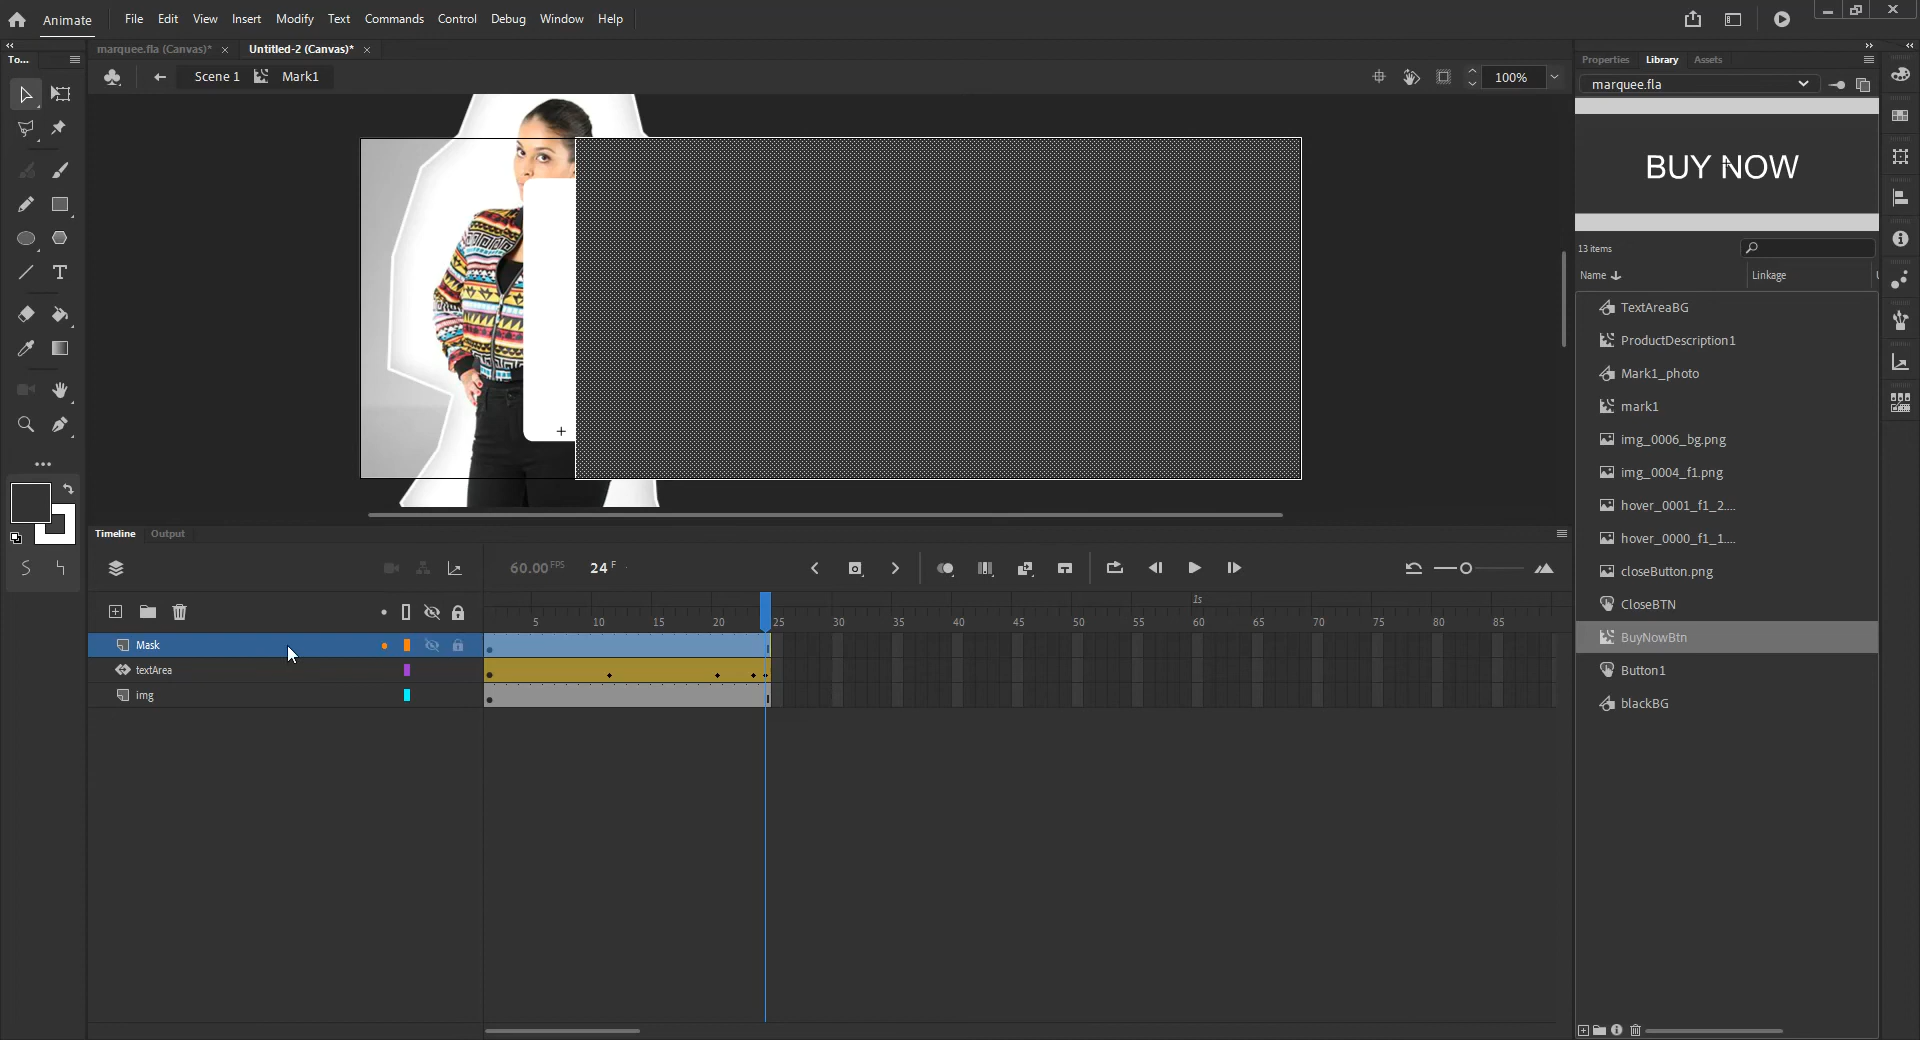 Animate File Edit View Insert Modify Text Commands Control Debug Window Help
marquee.fla (Canvas)* × Untitled-2 (Canvas)* ×
To...
Scene 1 Mark1 100%
Properties Library Assets
marquee.fla
BUY NOW
13 items
Name Linkage
TextAreaBG
ProductDescription1
Mark1_photo
mark1
img_0006_bg.png
img_0004_f1.png
hover_0001_f1_2....
hover_0000_f1_1....
closeButton.png
CloseBTN
BuyNowBtn
Button1
blackBG
Timeline Output
60.00 FPS 24 F
1s
5 10 15 20 25 30 35 40 45 50 55 60 65 70 75 80 85
Mask
textArea
img